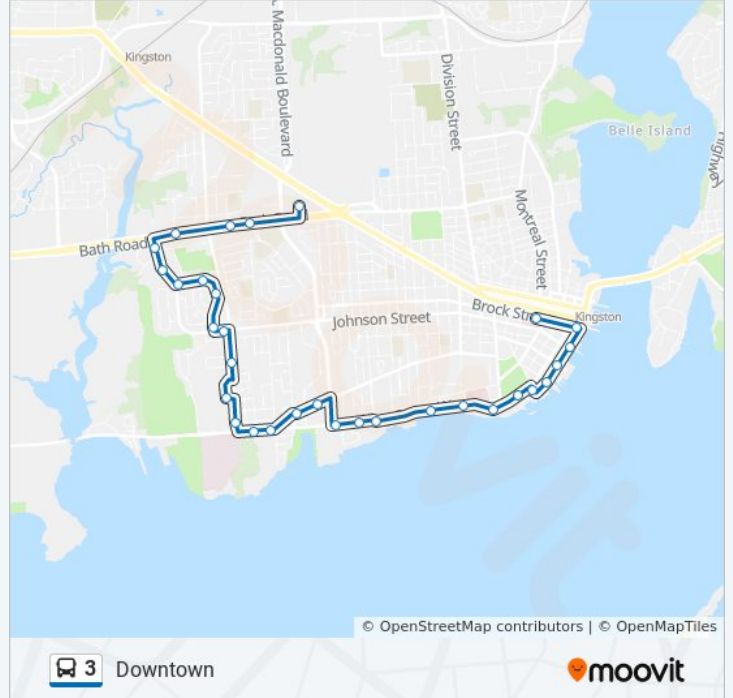 Kingston
. Macdonald Boulevard
Division Street
Belle Island
Highway
Montreal Street
Bath Road
Brock Str
Johnson Street
Kingston
© OpenStreetMap contributors | © OpenMapTiles
3 Downtown
moovit